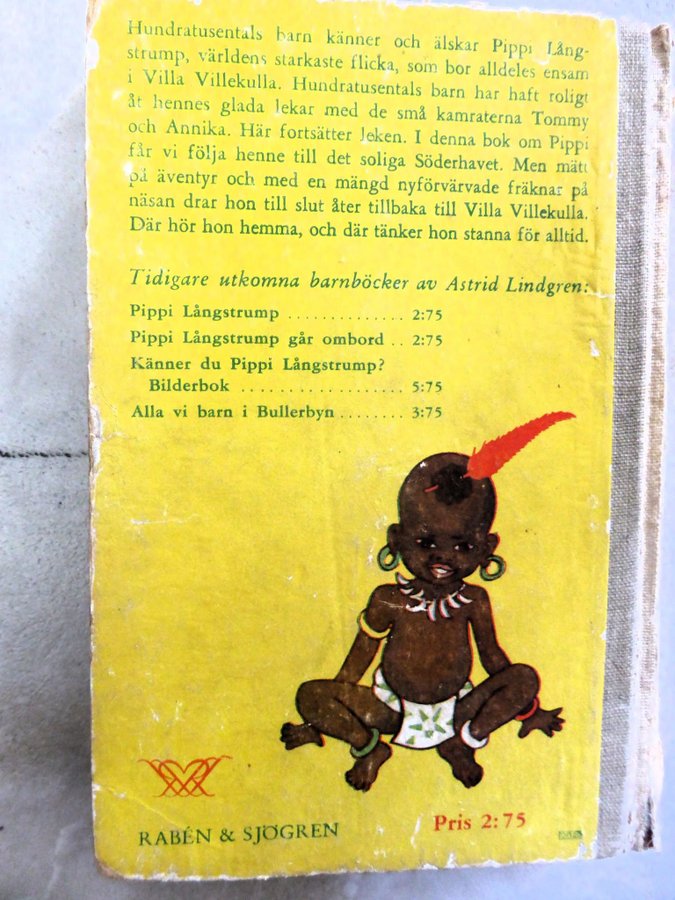 Hundratusentals barn känner och älskar Pippi Lång-
strump, världens starkaste flicka, som bor alldeles ensam
i Villa Villekulla. Hundratusentals barn har haft roligt
åt hennes glada lekar med de små kamraterna Tommy
och Annika. Här fortsätter leken. I denna bok om Pippi
får vi följa henne till det soliga Söderhavet. Men mätt
på äventyr och med en mängd nyförvärvade fräknar på
näsan drar hon till slut åter tillbaka till Villa Villekulla.
Där hör hon hemma, och där tänker hon stanna för alltid.
Tidigare utkomna barnböcker av Astrid Lindgren:
Pippi Långstrump .............. 2:75
Pippi Långstrump går ombord .. 2:75
Känner du Pippi Långstrump?
Bilderbok .................. 5:75
Alla vi barn i Bullerbyn ........ 3:75
RABÉN & SJÖGREN
Pris 2:75